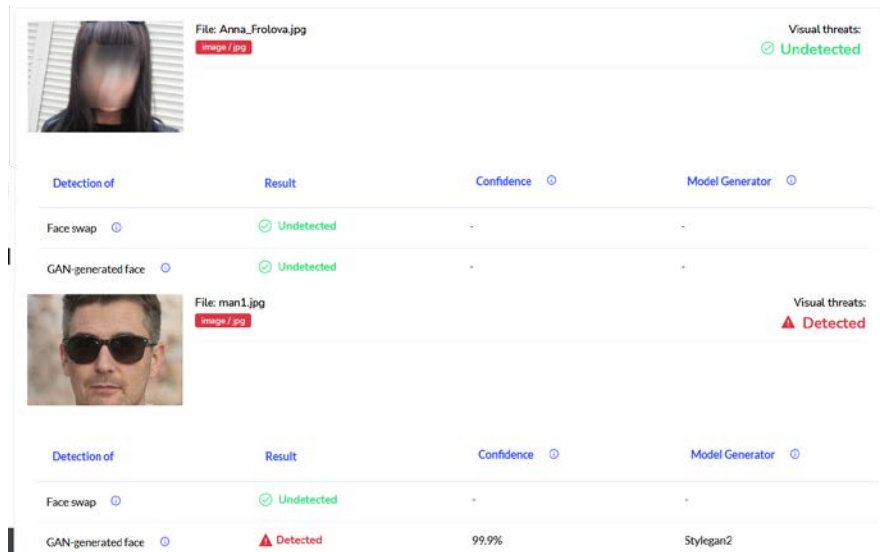 File: Anna_Frolova.jpg
image / jpg
Visual threats:
Undetected
Detection of Result Confidence Model Generator
Face swap Undetected - -
GAN-generated face Undetected - -
File: man1.jpg
image / jpg
Visual threats:
Detected
Detection of Result Confidence Model Generator
Face swap Undetected - -
GAN-generated face Detected 99.9% Stylegan2